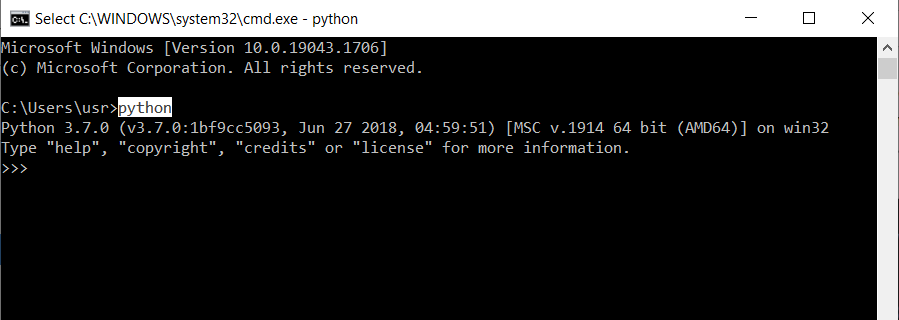 Select C:\WINDOWS\system32\cmd.exe - python
Microsoft Windows [Version 10.0.19043.1706]
(c) Microsoft Corporation. All rights reserved.
C:\Users\usr>python
Python 3.7.0 (v3.7.0:1bf9cc5093, Jun 27 2018, 04:59:51) [MSC v.1914 64 bit (AMD64)] on win32
Type "help", "copyright", "credits" or "license" for more information.
>>>